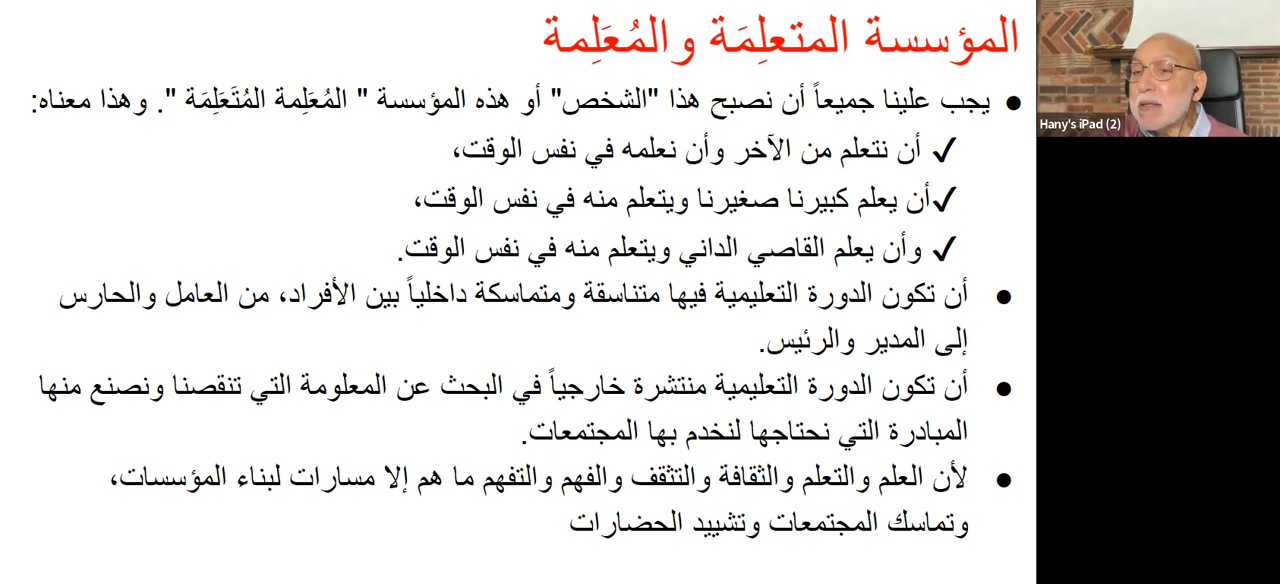 المؤسسة المتعلِمَة والمُعَلِمة
● يجب علينا جميعاً أن نصبح هذا "الشخص" أو هذه المؤسسة " المُعَلِمة المُتَعَلِمَة ". وهذا معناه:
✓ أن نتعلم من الآخر وأن نعلمه في نفس الوقت،
✓أن يعلم كبيرنا صغيرنا ويتعلم منه في نفس الوقت،
✓ وأن يعلم القاصي الداني ويتعلم منه في نفس الوقت.
● أن تكون الدورة التعليمية فيها متناسقة ومتماسكة داخلياً بين الأفراد، من العامل والحارس
إلى المدير والرئيس.
● أن تكون الدورة التعليمية منتشرة خارجياً في البحث عن المعلومة التي تنقصنا ونصنع منها
المبادرة التي نحتاجها لنخدم بها المجتمعات.
● لأن العلم والتعلم والثقافة والتثقف والفهم والتفهم ما هم إلا مسارات لبناء المؤسسات،
وتماسك المجتمعات وتشييد الحضارات
Hany's iPad (2)